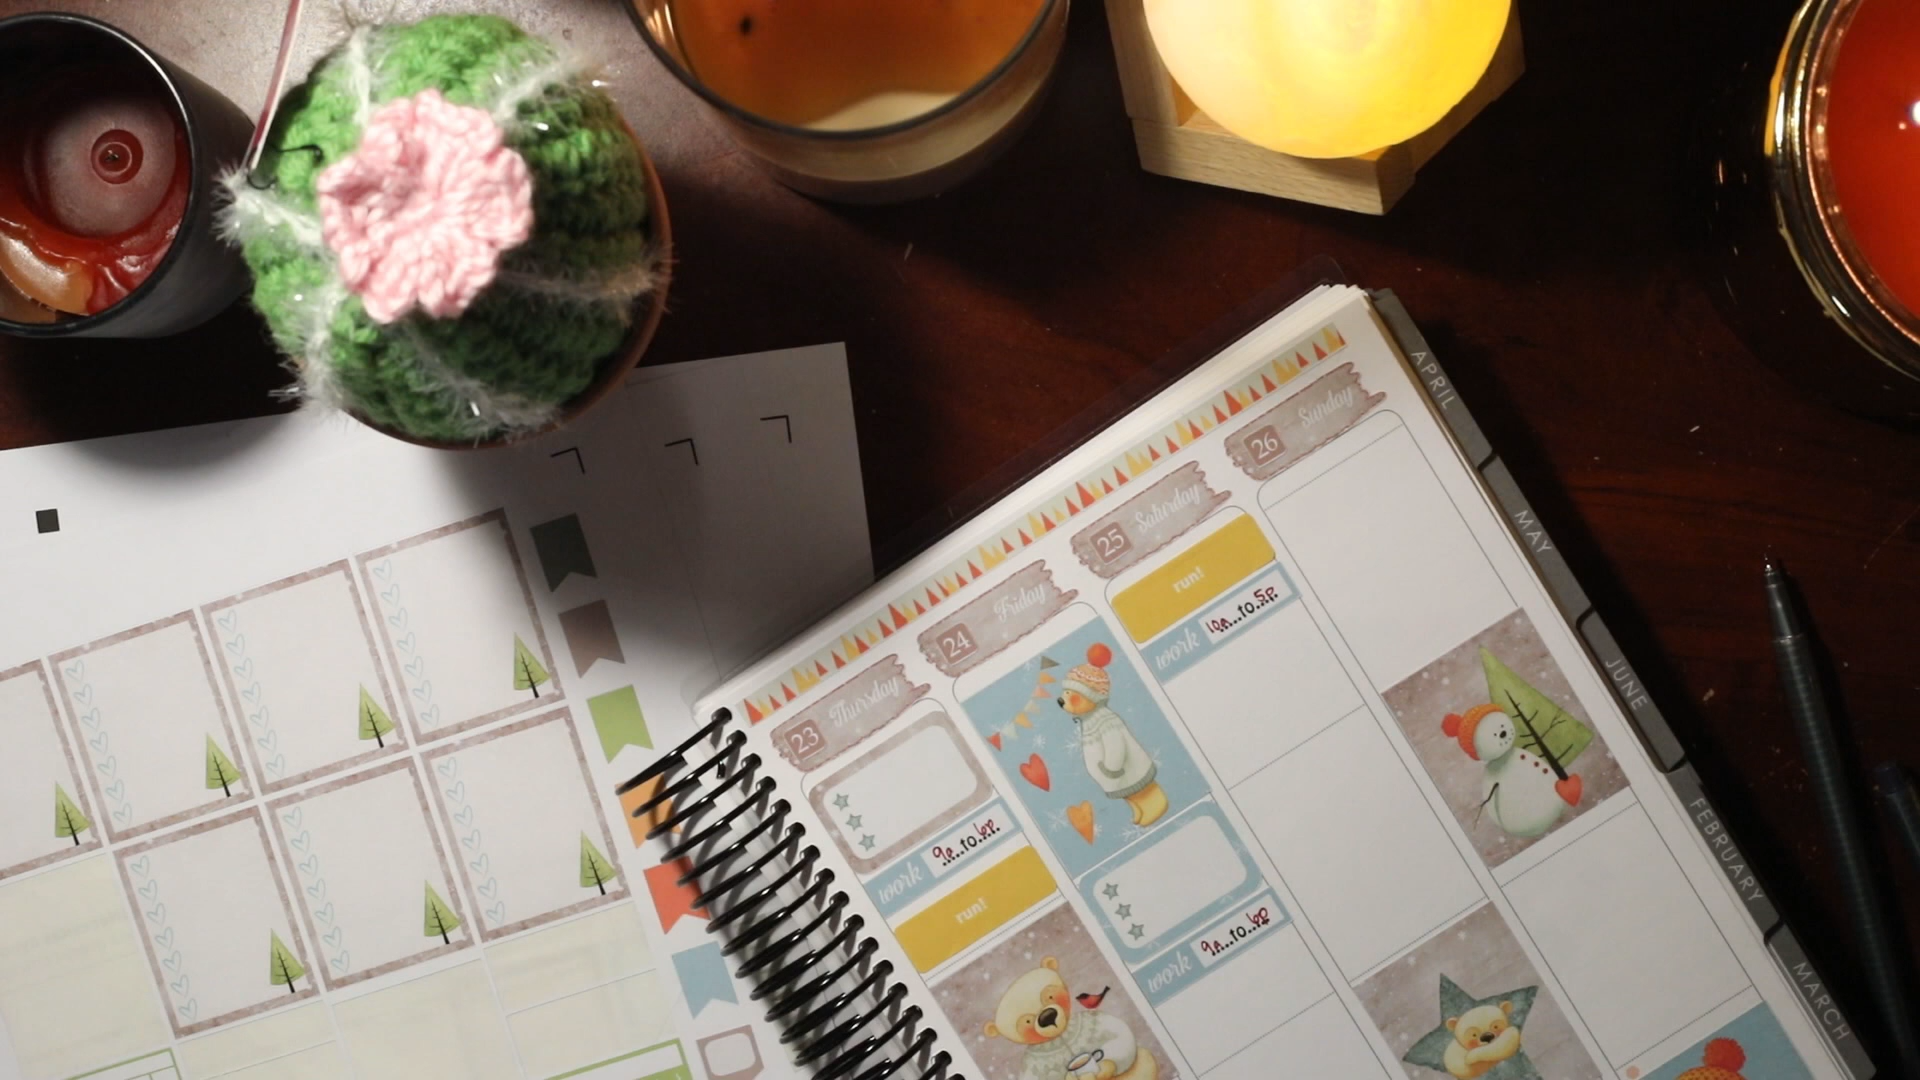 23 Thursday
work 9a...to 6p.
run!
24 Friday
work 9a...to 6p
25 Saturday
run!
work 10a...to 5p.
26 Sunday
APRIL
MAY
JUNE
FEBRUARY
MARCH